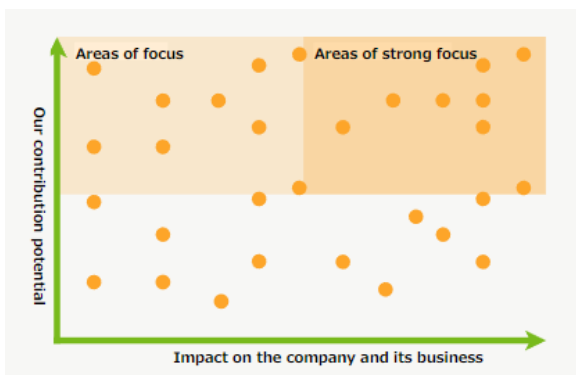 Areas of focus
Areas of strong focus
Our contribution potential
Impact on the company and its business